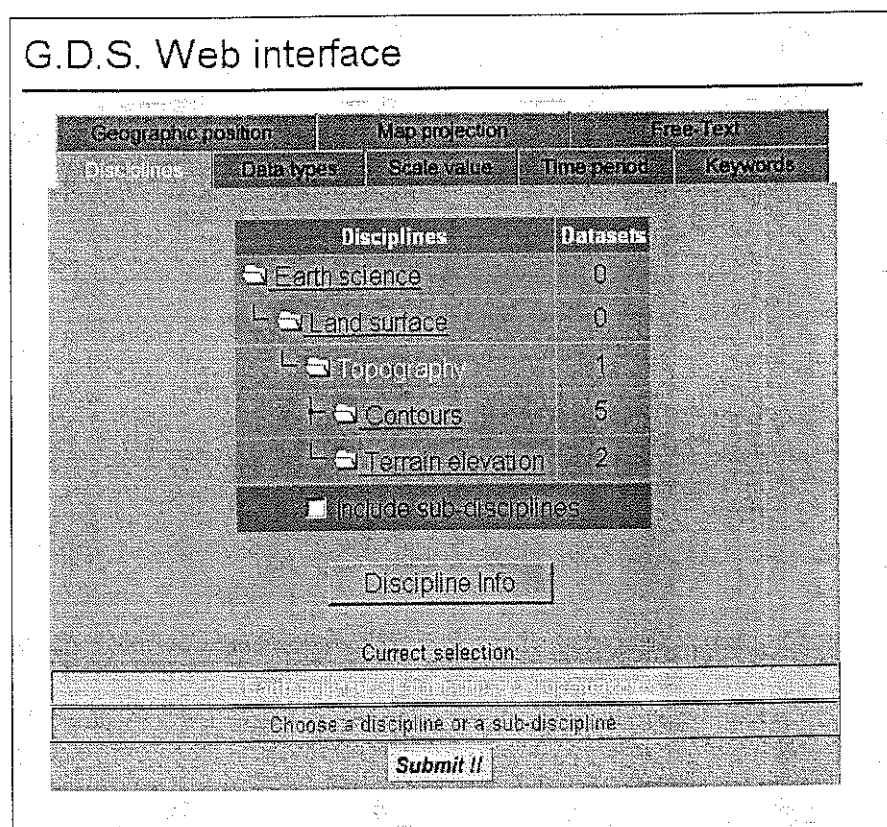 G.D.S. Web interface
Geographic position Map projection Free-Text
Disciplines Data types Scale value Time period Keywords
Disciplines Datasets
Earth science 0
Land surface 0
Topography 1
Contours 5
Terrain elevation 2
Include sub-disciplines
Discipline Info
Currect selection:
Choose a discipline or a sub-discipline
Submit !!